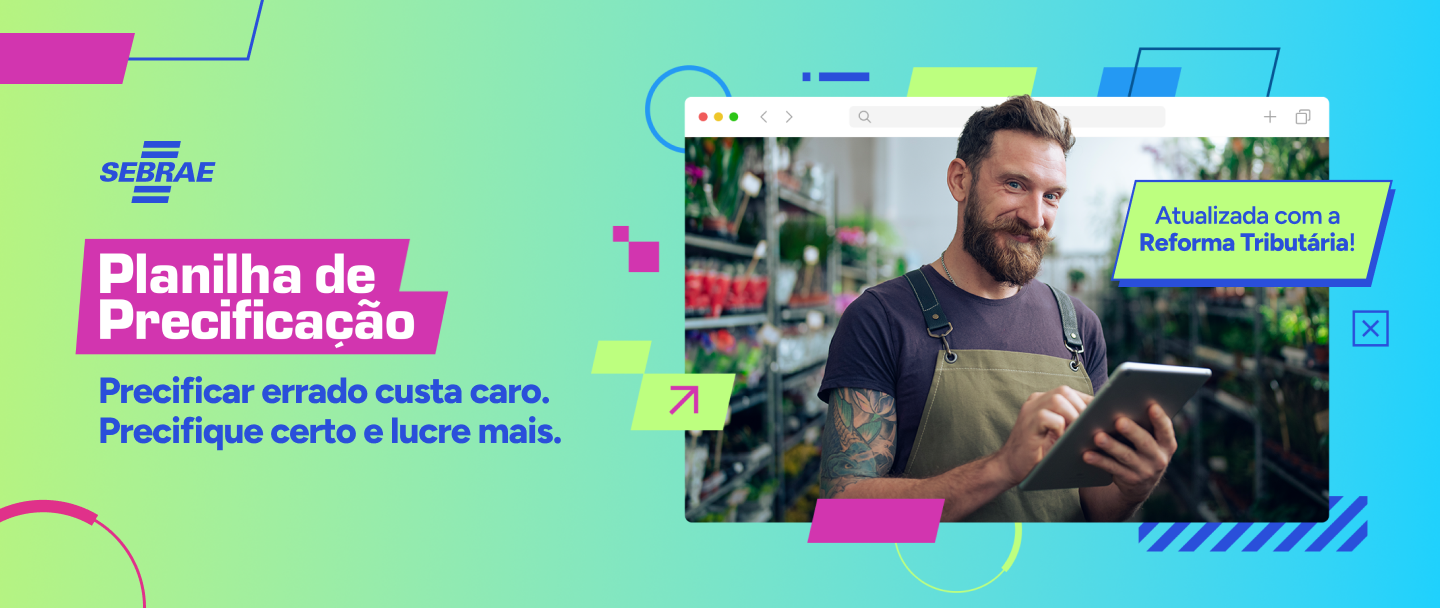 SEBRAE
Planilha de
Precificação
Precificar errado custa caro.
Precifique certo e lucre mais.
Atualizada com a
Reforma Tributária!